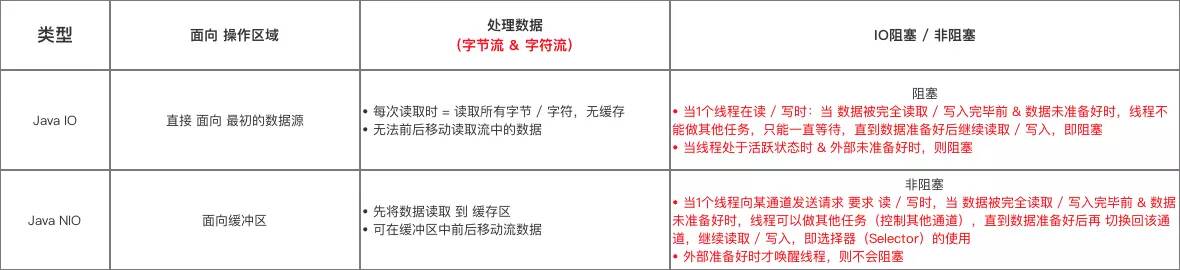 类型
面向 操作区域
处理数据
（字节流 & 字符流）
IO阻塞 / 非阻塞
Java IO
直接 面向 最初的数据源
• 每次读取时 = 读取所有字节 / 字符，无缓存
• 无法前后移动读取流中的数据
阻塞
• 当1个线程在读 / 写时：当 数据被完全读取 / 写入完毕前 & 数据未准备好时，线程不
能做其他任务，只能一直等待，直到数据准备好后继续读取 / 写入，即阻塞
• 当线程处于活跃状态时 & 外部未准备好时，则阻塞
Java NIO
面向缓冲区
• 先将数据读取 到 缓存区
• 可在缓冲区中前后移动流数据
非阻塞
• 当1个线程向某通道发送请求 要求 读 / 写时，当 数据被完全读取 / 写入完毕前 & 数据
未准备好时，线程可以做其他任务（控制其他通道），直到数据准备好后再 切换回该通
道，继续读取 / 写入，即选择器（Selector）的使用
• 外部准备好时才唤醒线程，则不会阻塞